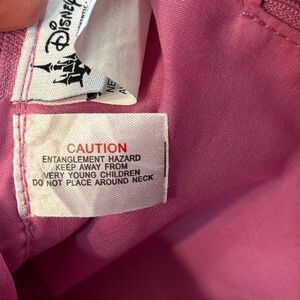 Disney
CAUTION
ENTANGLEMENT HAZARD
KEEP AWAY FROM
VERY YOUNG CHILDREN
DO NOT PLACE AROUND NECK